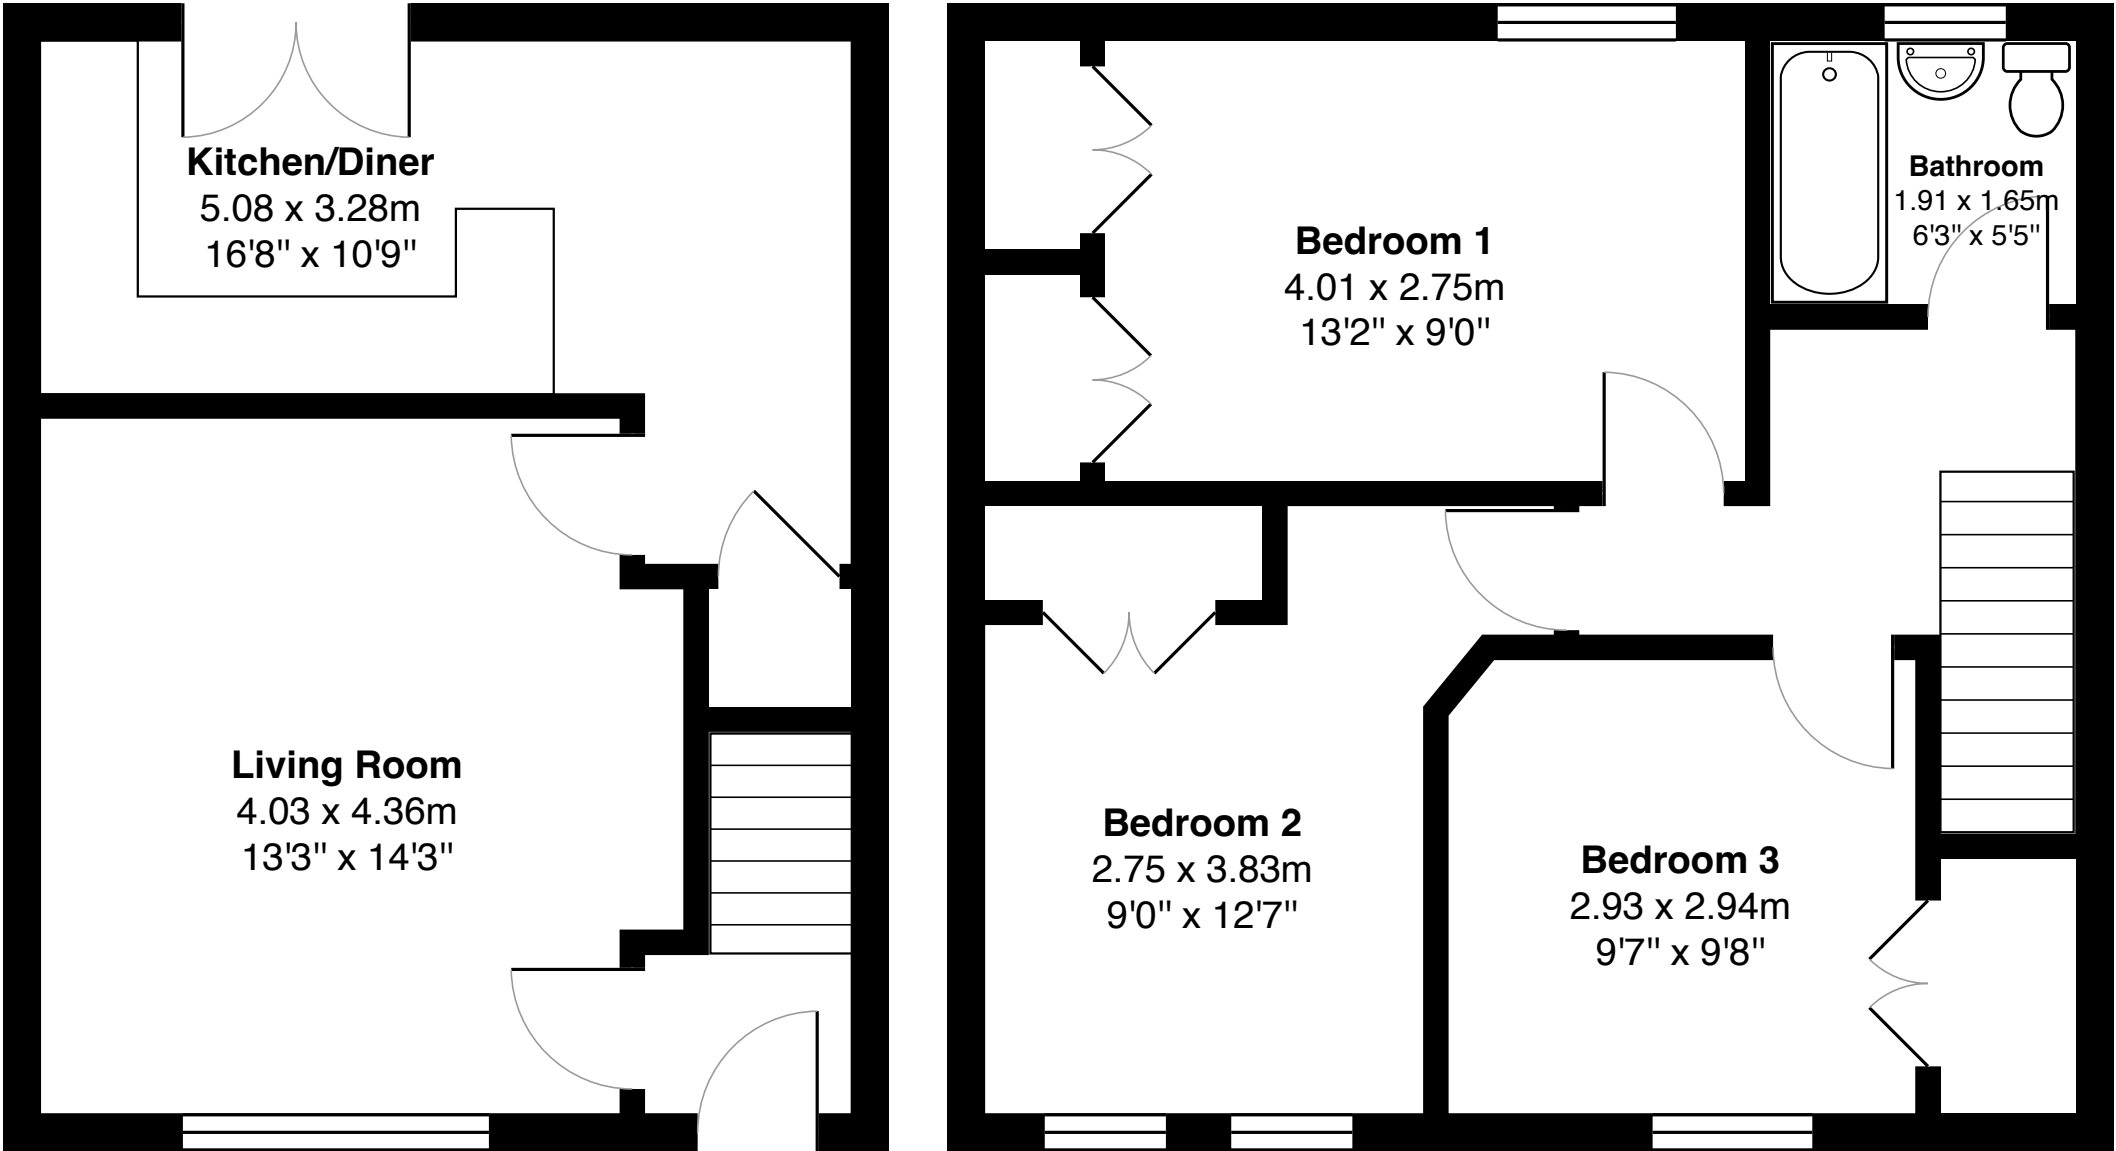 Kitchen/Diner
5.08 x 3.28m
16'8" x 10'9"
Living Room
4.03 x 4.36m
13'3" x 14'3"
Bedroom 1
4.01 x 2.75m
13'2" x 9'0"
Bathroom
1.91 x 1.65m
6'3" x 5'5"
Bedroom 2
2.75 x 3.83m
9'0" x 12'7"
Bedroom 3
2.93 x 2.94m
9'7" x 9'8"